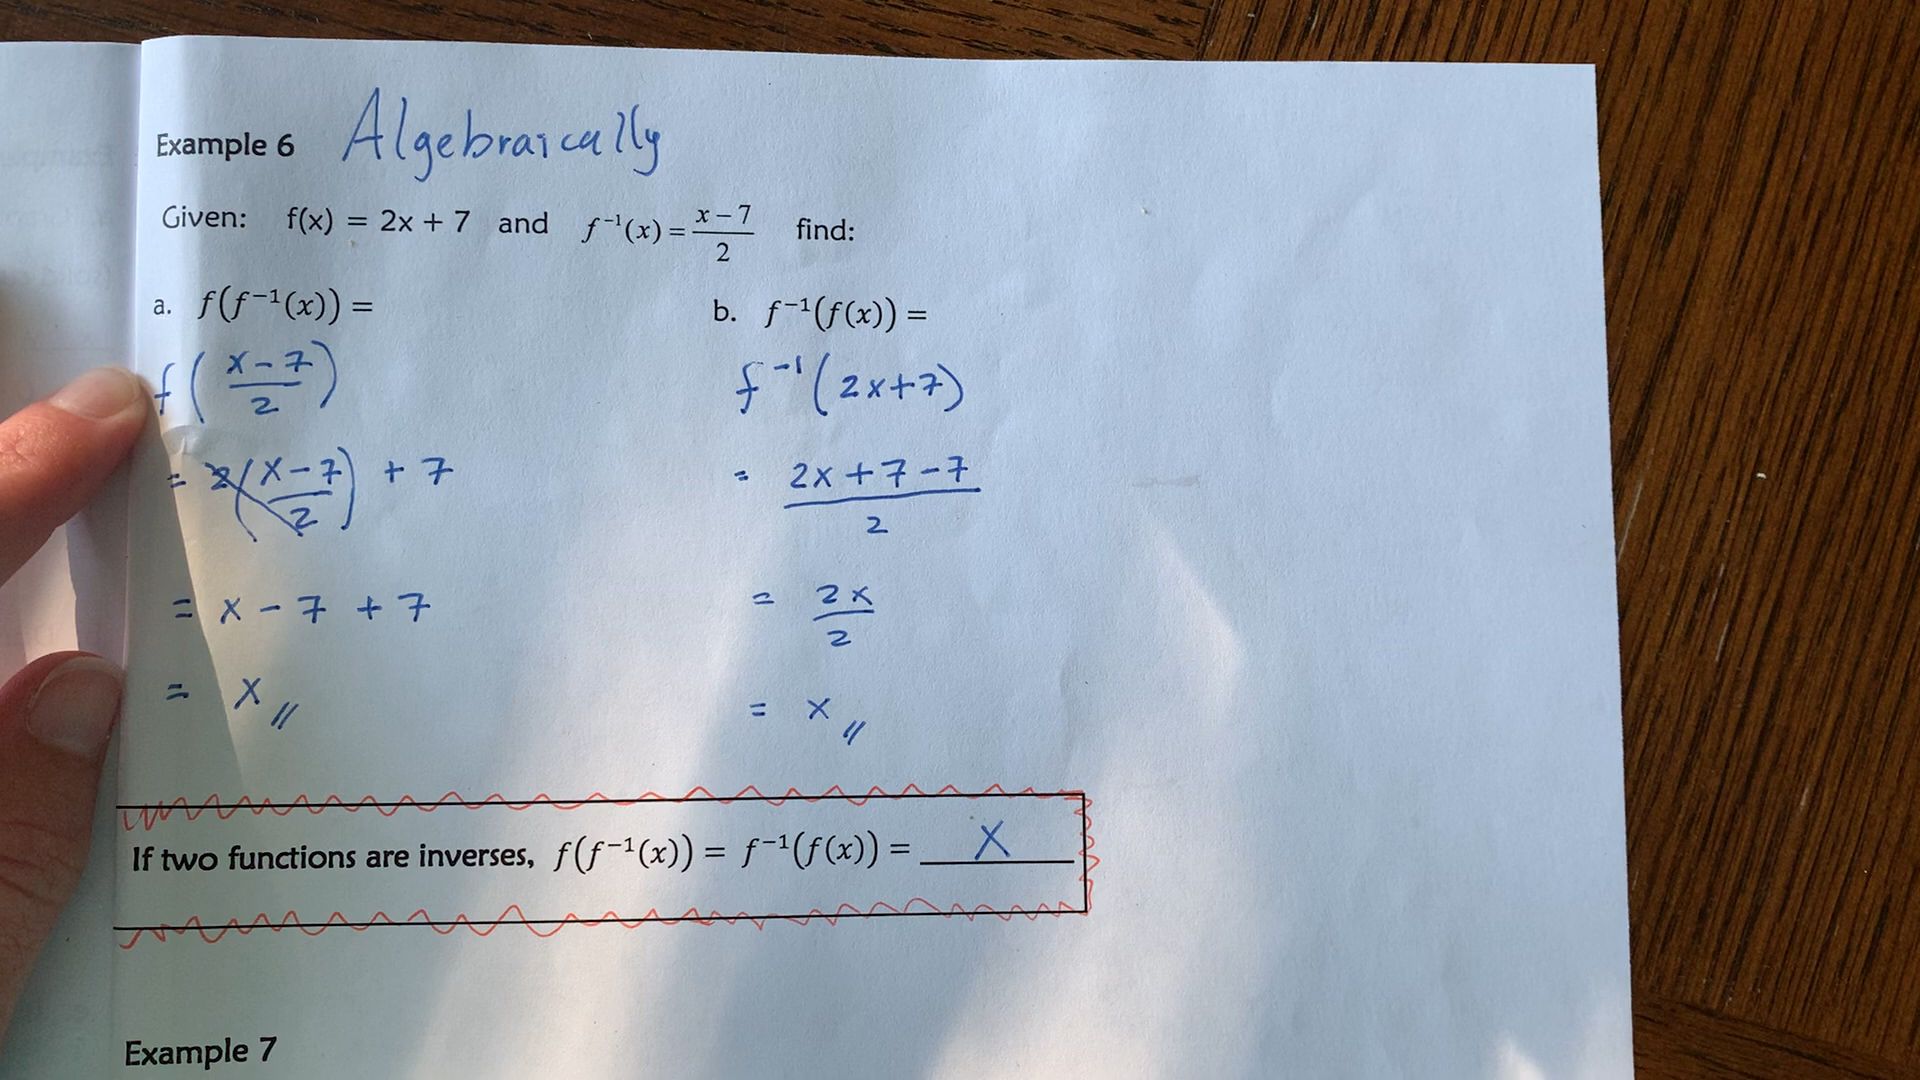 Example 6 Algebraically
Given: f(x) = 2x + 7 and f⁻¹(x) = (x − 7)/2 find:
a. f(f⁻¹(x)) =
f((x − 7)/2)
= 2((x − 7)/2) + 7
= x − 7 + 7
= x //
b. f⁻¹(f(x)) =
f⁻¹(2x+7)
= (2x + 7 − 7)/2
= 2x/2
= x //
If two functions are inverses, f(f⁻¹(x)) = f⁻¹(f(x)) = x
Example 7